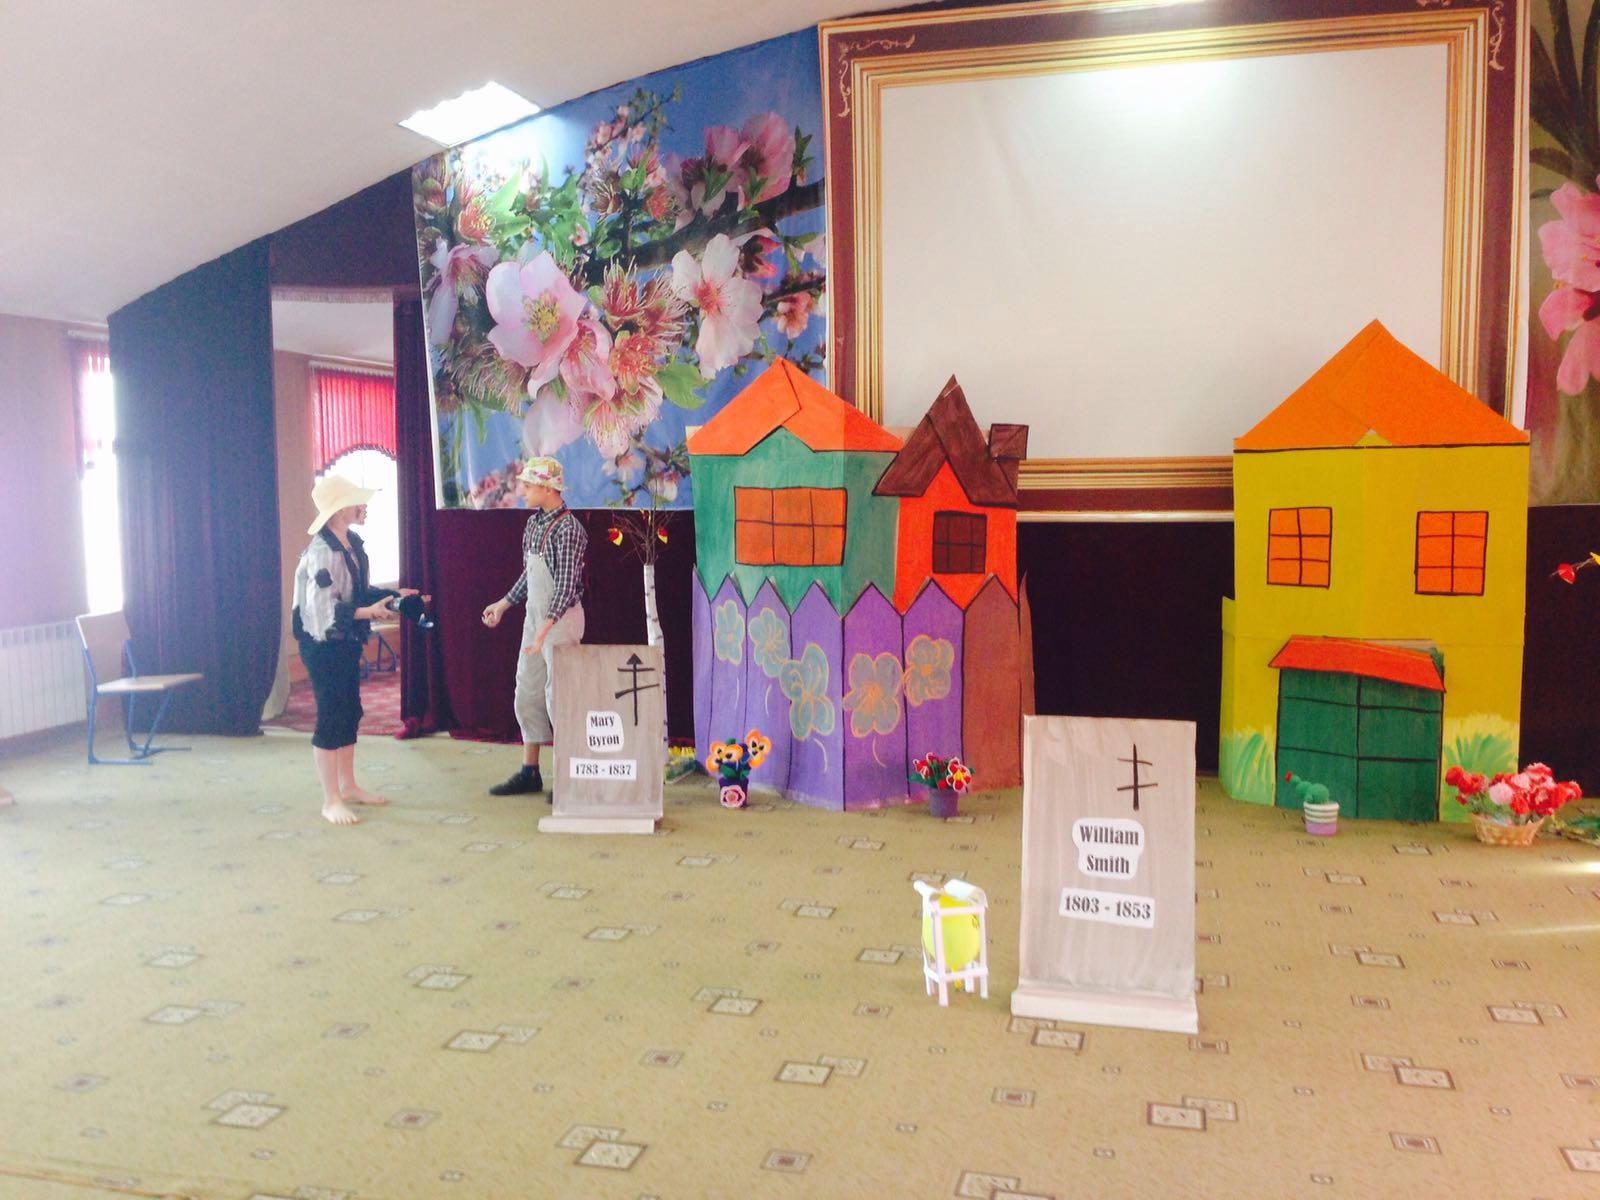 Mary
Byron
1783 - 1837
William
Smith
1803 - 1853